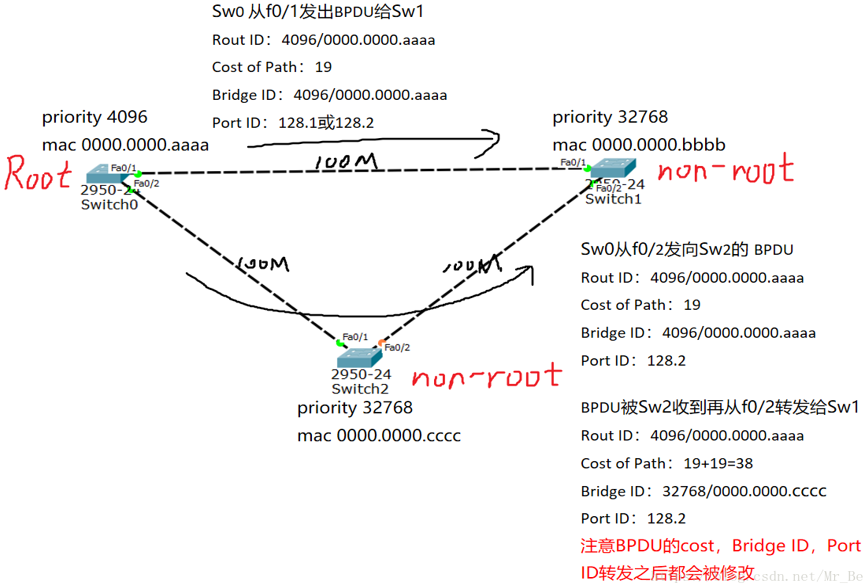 Sw0 从f0/1发出BPDU给Sw1
Rout ID：4096/0000.0000.aaaa
Cost of Path：19
Bridge ID：4096/0000.0000.aaaa
Port ID：128.1或128.2
priority 4096
mac 0000.0000.aaaa
priority 32768
mac 0000.0000.bbbb
Root
Fa0/1
Fa0/2
Switch0
100M
Fa0/1
Fa0/2
Switch1
non-root
100M
100M
Sw0从f0/2发向Sw2的 BPDU
Rout ID：4096/0000.0000.aaaa
Cost of Path：19
Bridge ID：4096/0000.0000.aaaa
Port ID：128.2
Fa0/1
Fa0/2
2950-24
Switch2
non-root
priority 32768
mac 0000.0000.cccc
BPDU被Sw2收到再从f0/2转发给Sw1
Rout ID：4096/0000.0000.aaaa
Cost of Path：19+19=38
Bridge ID：32768/0000.0000.cccc
Port ID：128.2
注意BPDU的cost，Bridge ID，Port
ID转发之后都会被修改